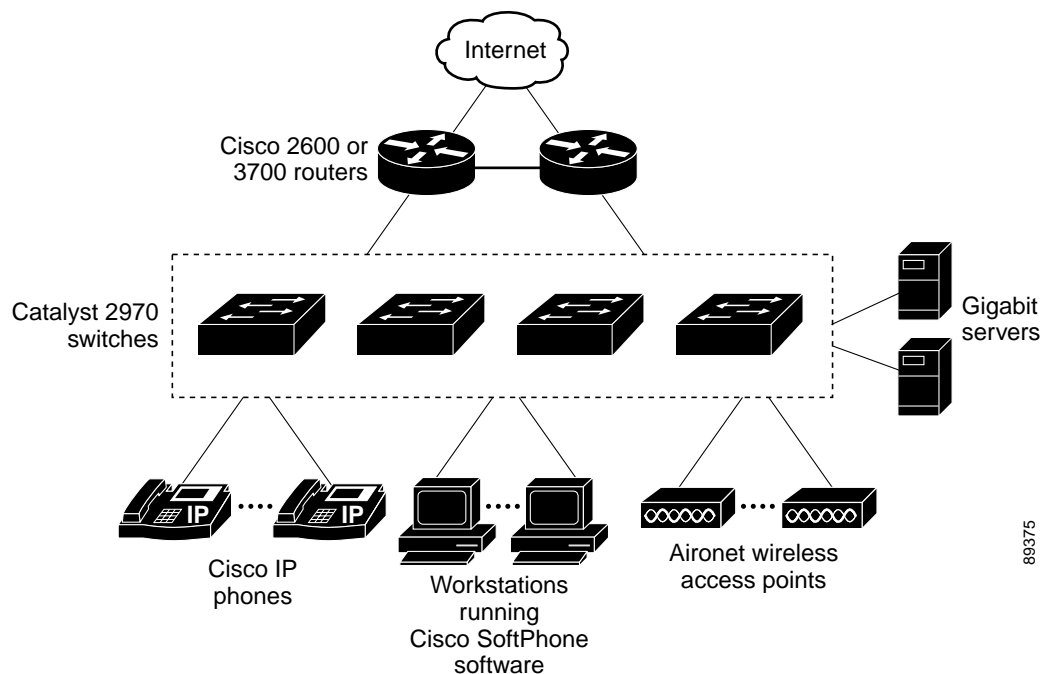 Internet
Cisco 2600 or
3700 routers
Catalyst 2970
switches
Gigabit
servers
IP
IP
Cisco IP
phones
Workstations
running
Cisco SoftPhone
software
Aironet wireless
access points
89375